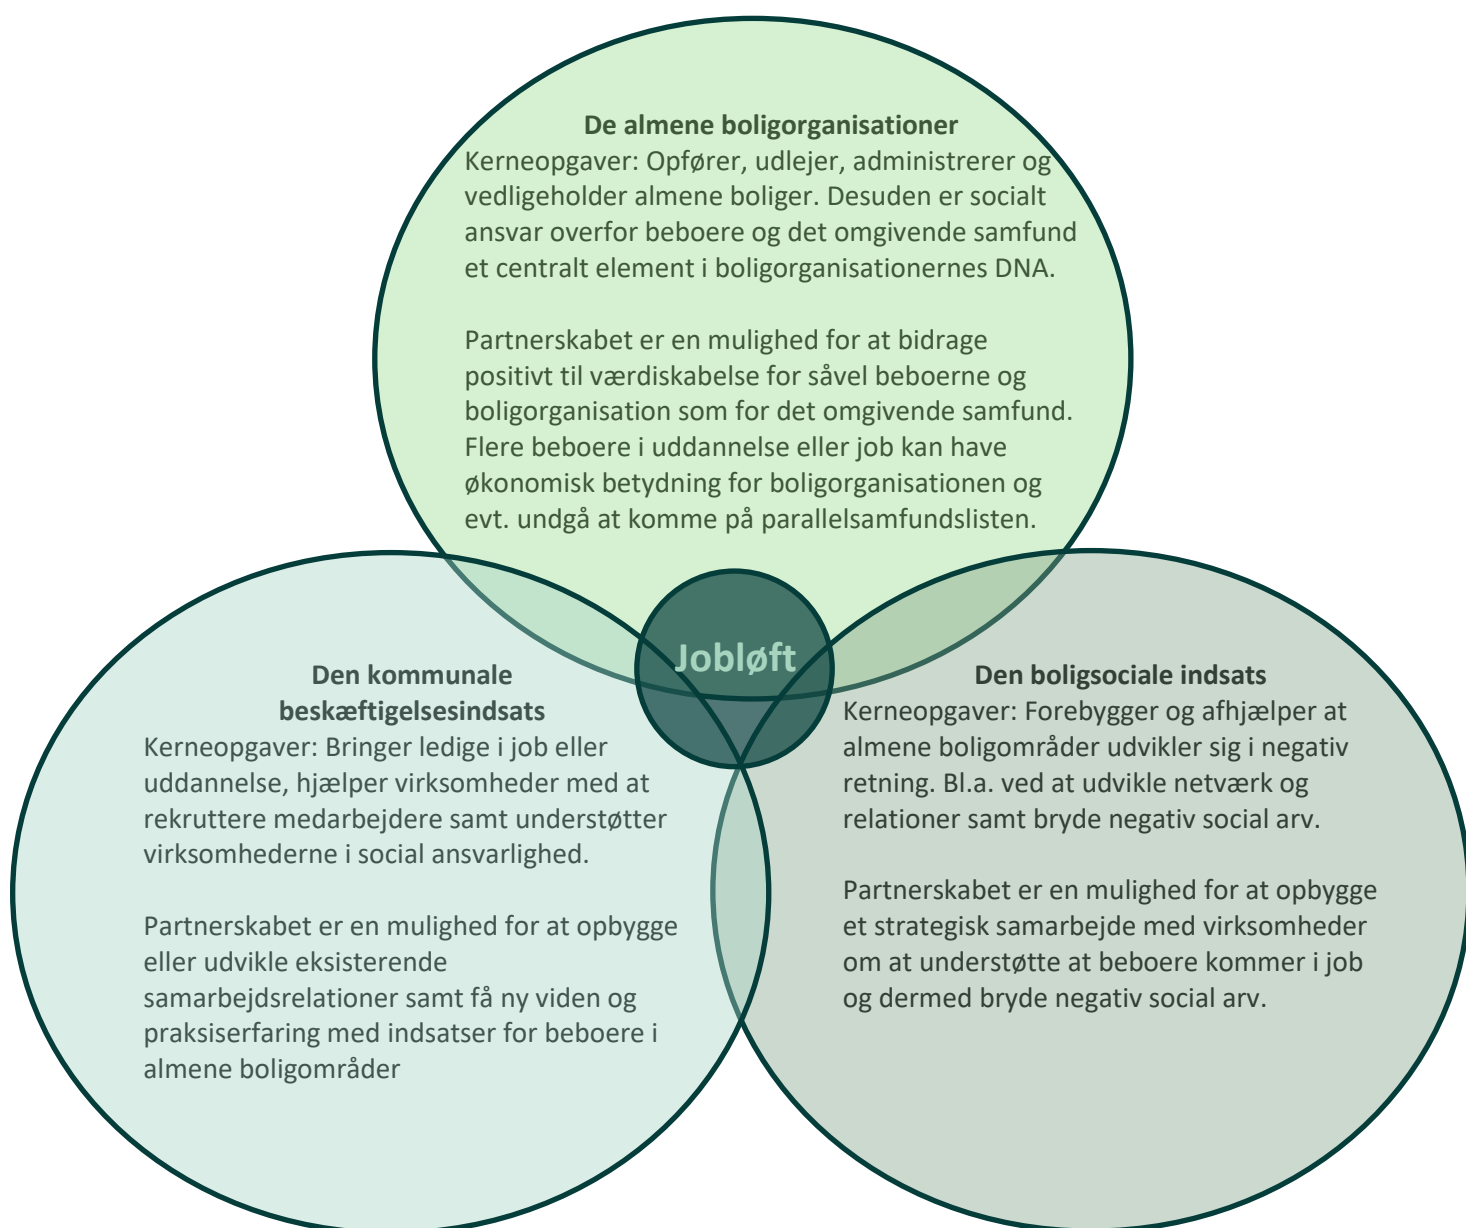 De almene boligorganisationer
Kerneopgaver: Opfører, udlejer, administrerer og
vedligeholder almene boliger. Desuden er socialt
ansvar overfor beboere og det omgivende samfund
et centralt element i boligorganisationernes DNA.
Partnerskabet er en mulighed for at bidrage
positivt til værdiskabelse for såvel beboerne og
boligorganisation som for det omgivende samfund.
Flere beboere i uddannelse eller job kan have
økonomisk betydning for boligorganisationen og
evt. undgå at komme på parallelsamfundslisten.
Jobløft
Den kommunale
beskæftigelsesindsats
Kerneopgaver: Bringer ledige i job eller
uddannelse, hjælper virksomheder med at
rekruttere medarbejdere samt understøtter
virksomhederne i social ansvarlighed.
Partnerskabet er en mulighed for at opbygge
eller udvikle eksisterende
samarbejdsrelationer samt få ny viden og
praksiserfaring med indsatser for beboere i
almene boligområder
Den boligsociale indsats
Kerneopgaver: Forebygger og afhjælper at
almene boligområder udvikler sig i negativ
retning. Bl.a. ved at udvikle netværk og
relationer samt bryde negativ social arv.
Partnerskabet er en mulighed for at opbygge
et strategisk samarbejde med virksomheder
om at understøtte at beboere kommer i job
og dermed bryde negativ social arv.